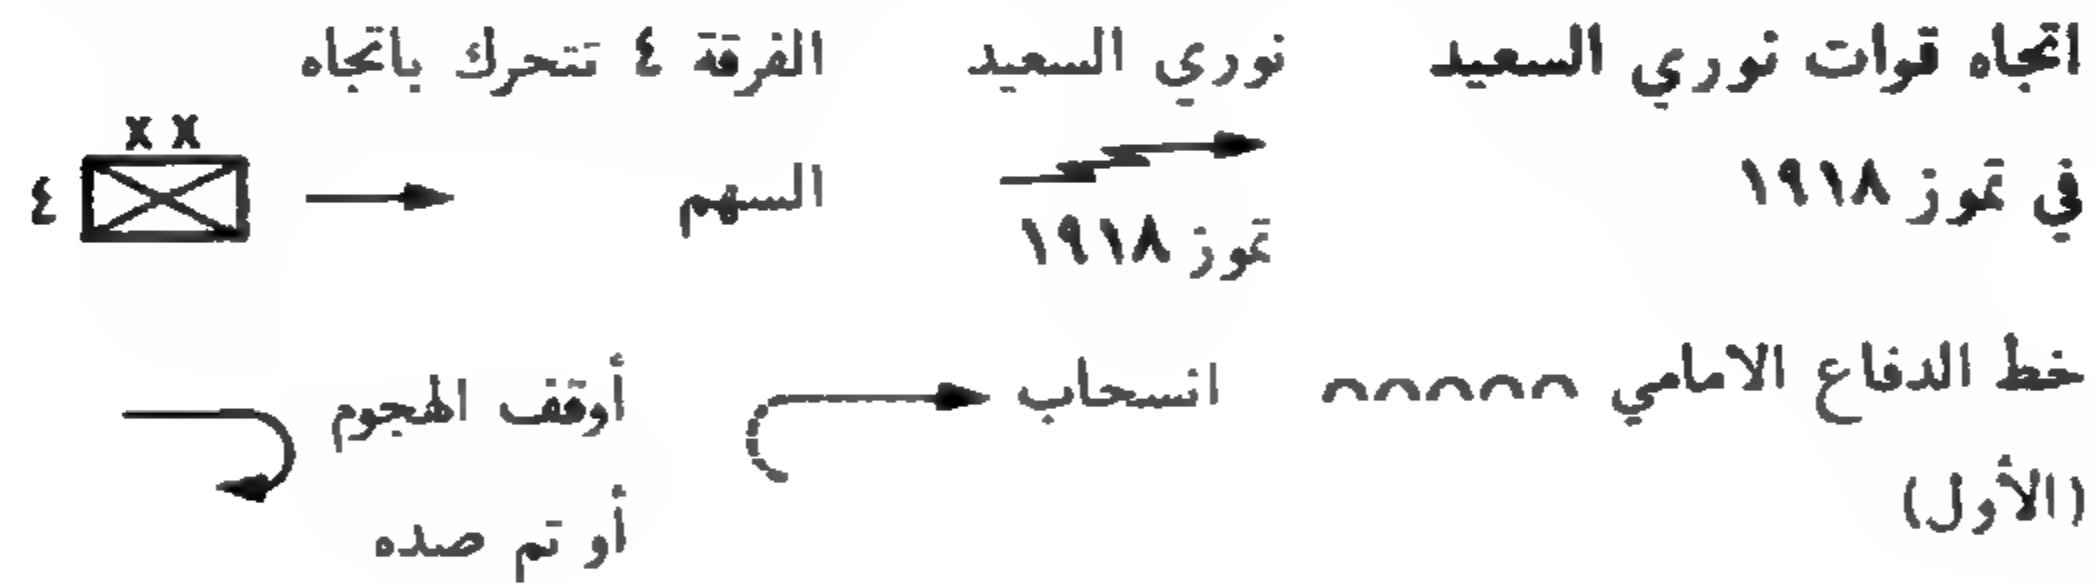 اتجاه قوات نوري السعيد
في تموز ١٩١٨
نوري السعيد
تموز ١٩١٨
الفرقة ٤ تتحرك باتجاه
السهم
x x
٤
خط الدفاع الامامي
(الأول)
انسحاب
أوقف الهجوم
أو تم صده